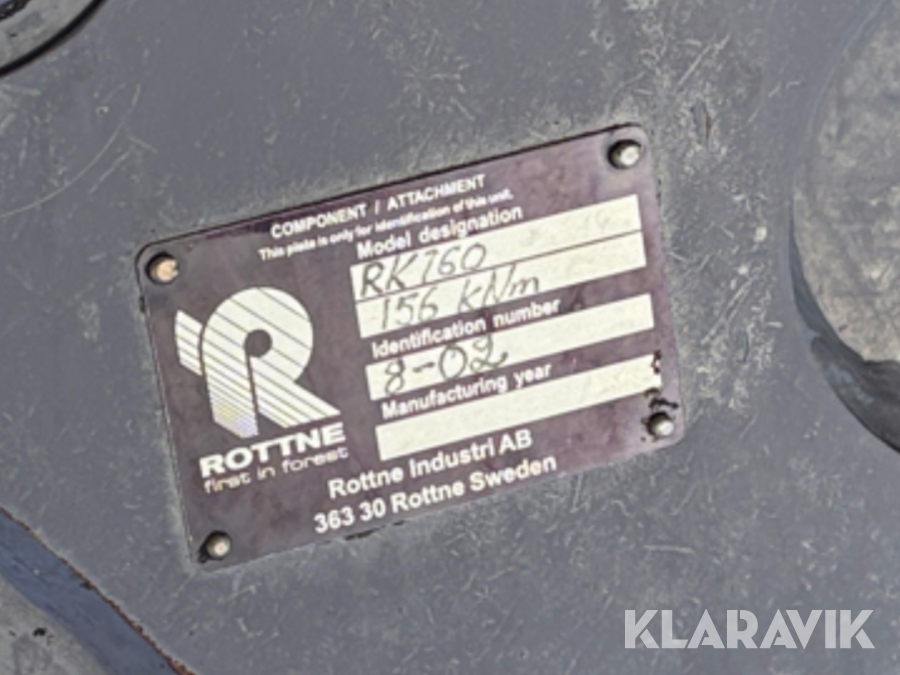 COMPONENT / ATTACHMENT
This plate is only for identification of this unit.
Model designation
RK160
156 kNm
Identification number
8-02
Manufacturing year
ROTTNE
first in forest
Rottne Industri AB
363 30 Rottne Sweden
KLARAVIK